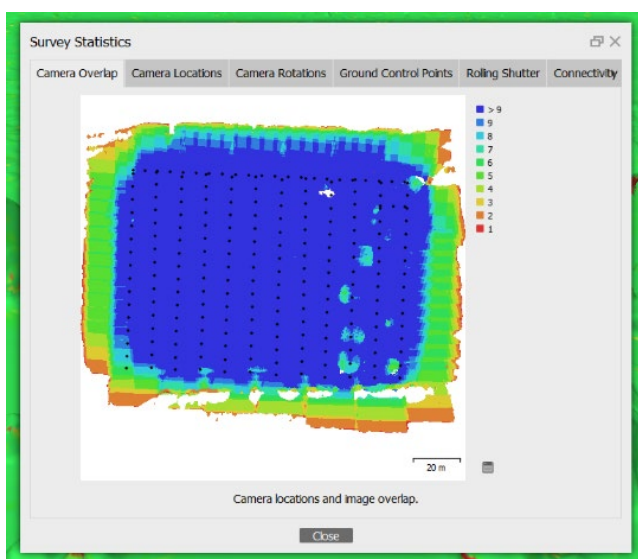 Survey Statistics
Camera Overlap Camera Locations Camera Rotations Ground Control Points Rolling Shutter Connectivity
> 9
9
8
7
6
5
4
3
2
1
20 m
Camera locations and image overlap.
Close